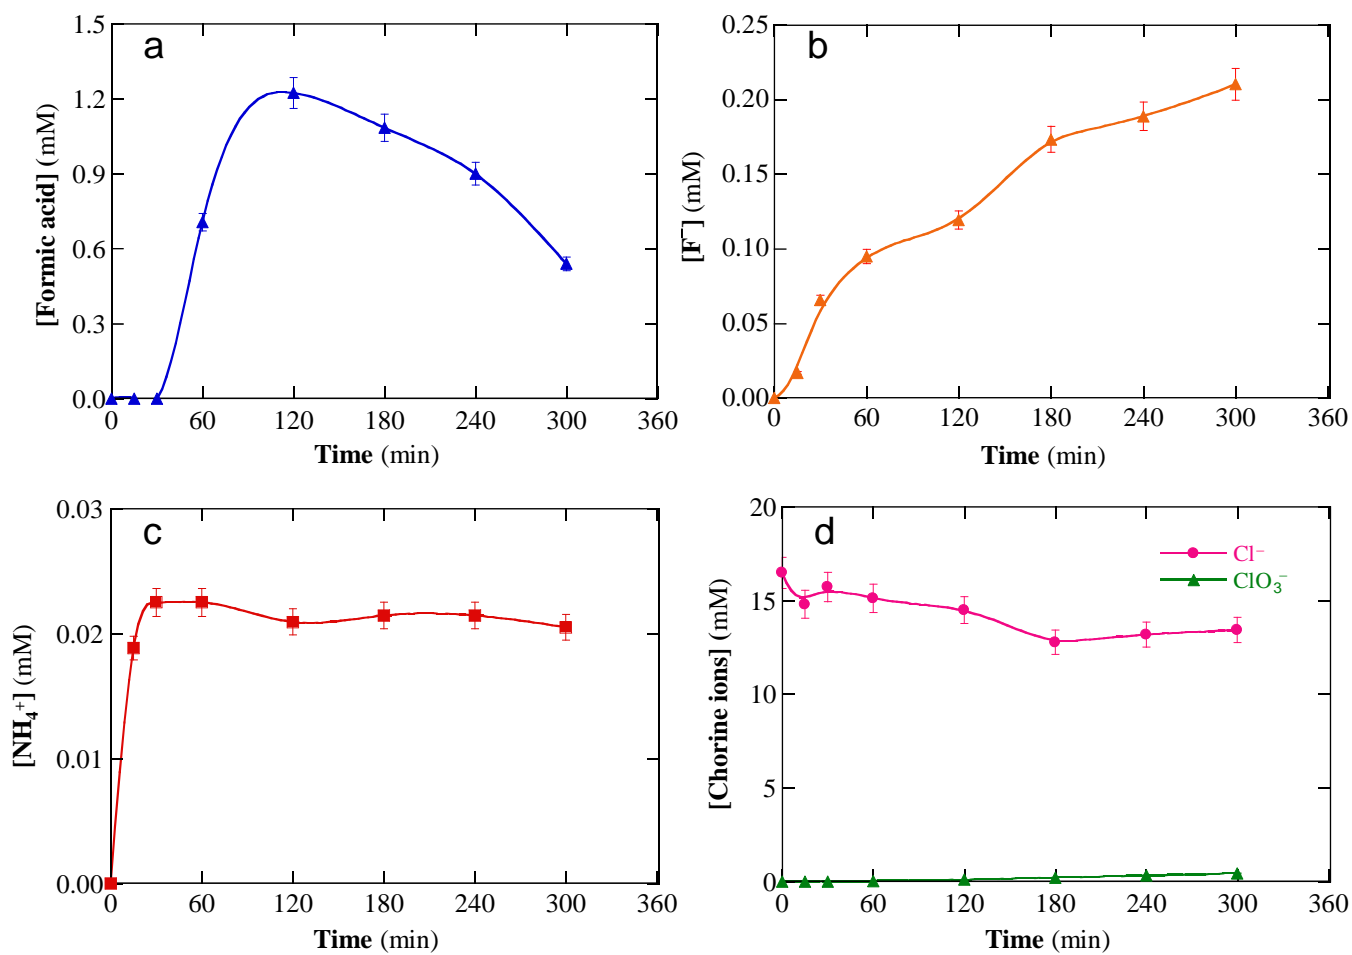 a
1.5
1.2
0.9
0.6
0.3
0.0
[Formic acid] (mM)
0 60 120 180 240 300 360
Time (min)
b
0.25
0.20
0.15
0.10
0.05
0.00
[F⁻] (mM)
0 60 120 180 240 300 360
Time (min)
c
0.03
0.02
0.01
0.00
[NH₄⁺] (mM)
0 60 120 180 240 300 360
Time (min)
d
20
15
10
5
0
[Chorine ions] (mM)
Cl⁻
ClO₃⁻
0 60 120 180 240 300 360
Time (min)